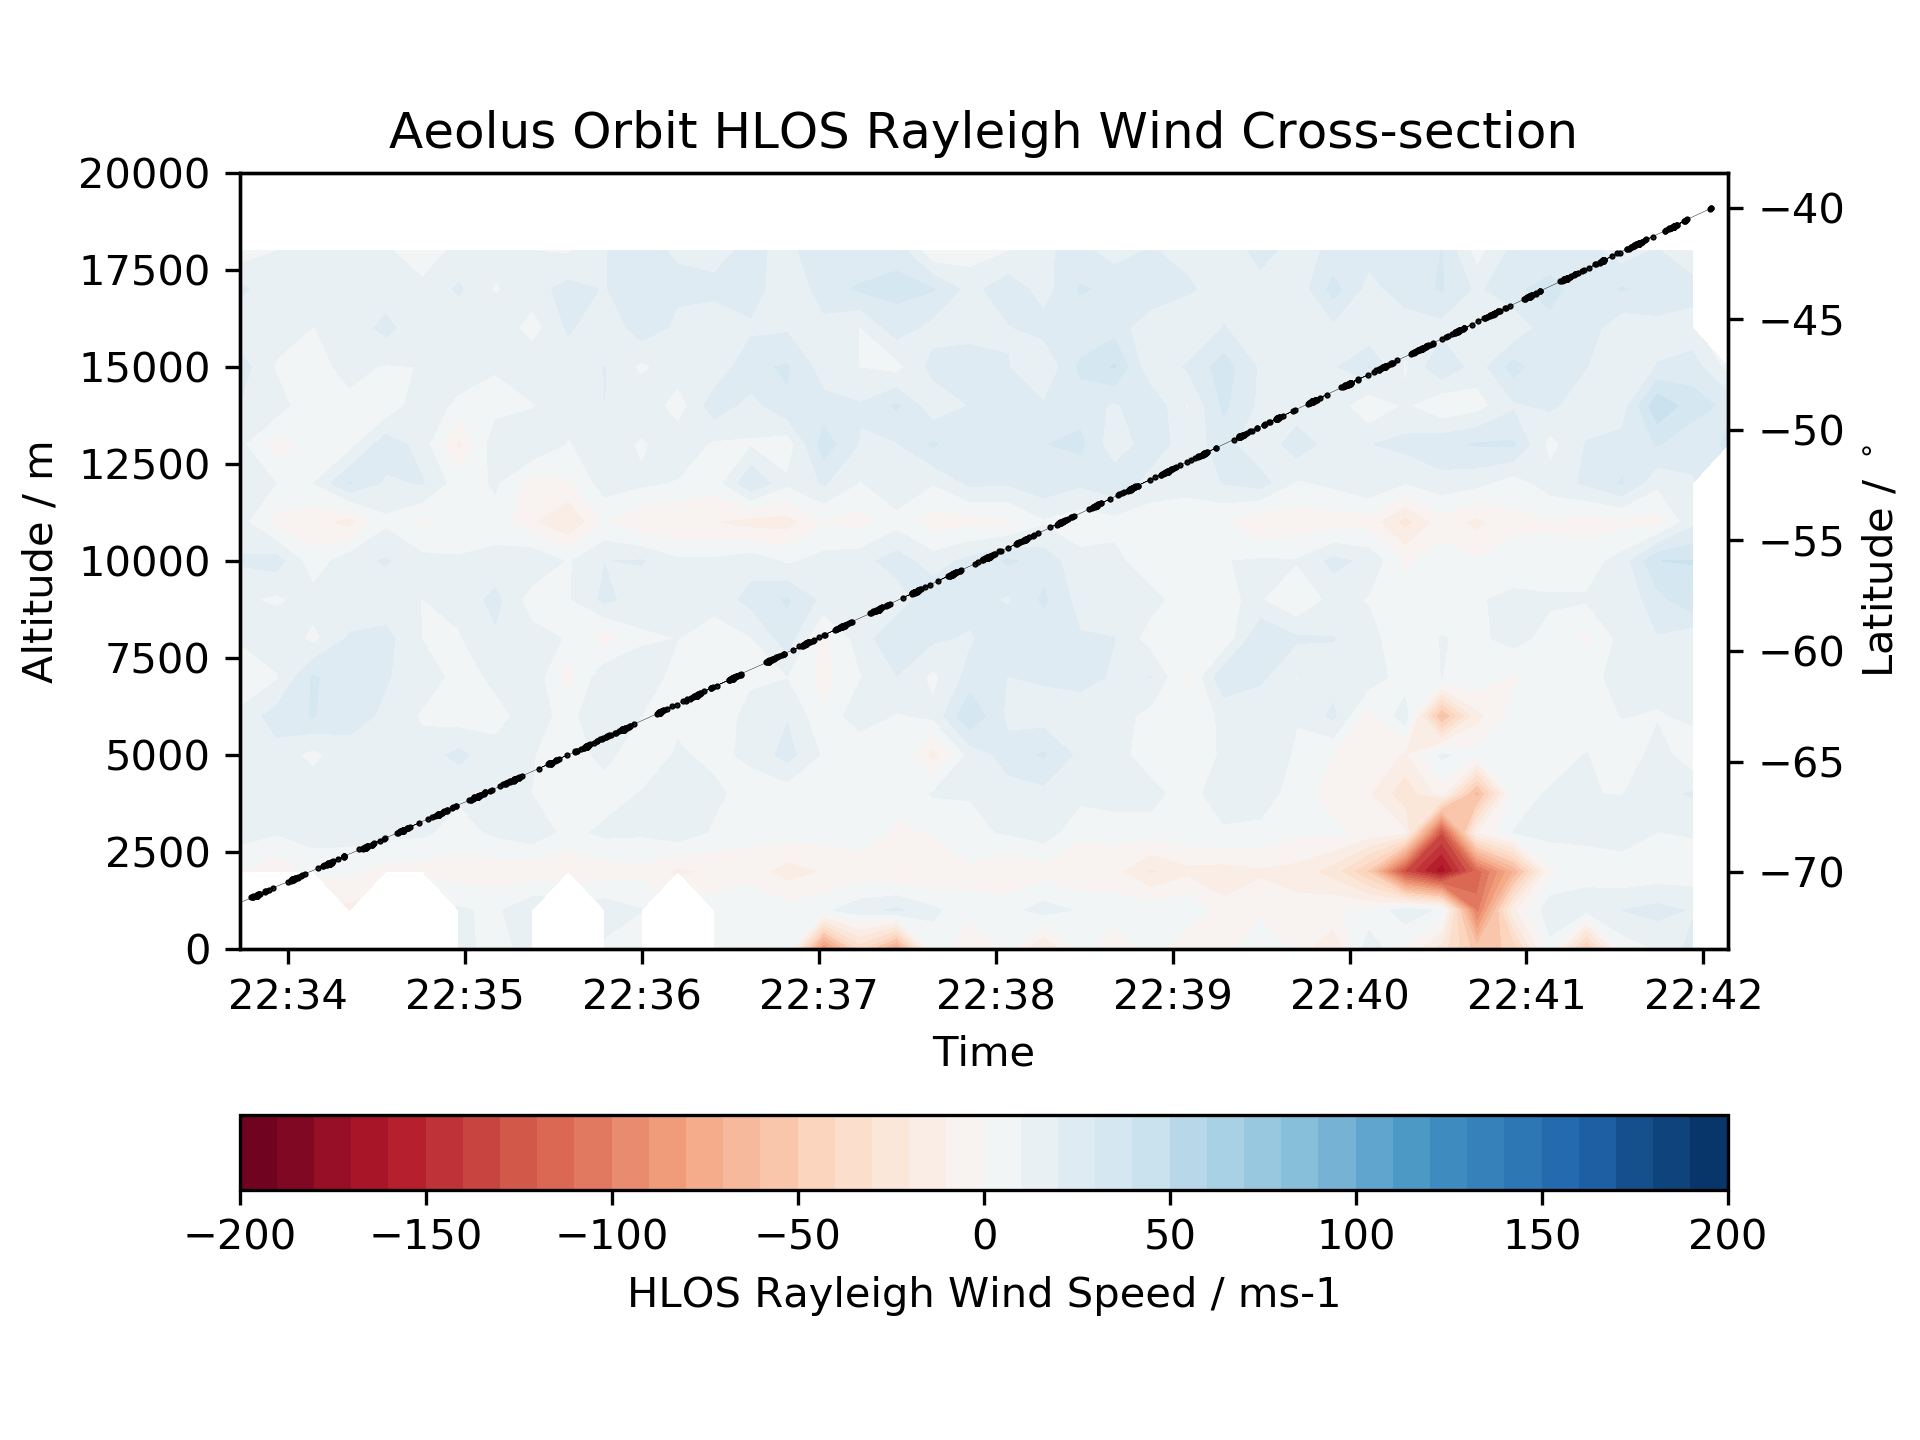 Aeolus Orbit HLOS Rayleigh Wind Cross-section
20000
17500
15000
12500
10000
7500
5000
2500
0
Altitude / m
−40
−45
−50
−55
−60
−65
−70
Latitude / °
22:34 22:35 22:36 22:37 22:38 22:39 22:40 22:41 22:42
Time
−200 −150 −100 −50 0 50 100 150 200
HLOS Rayleigh Wind Speed / ms-1